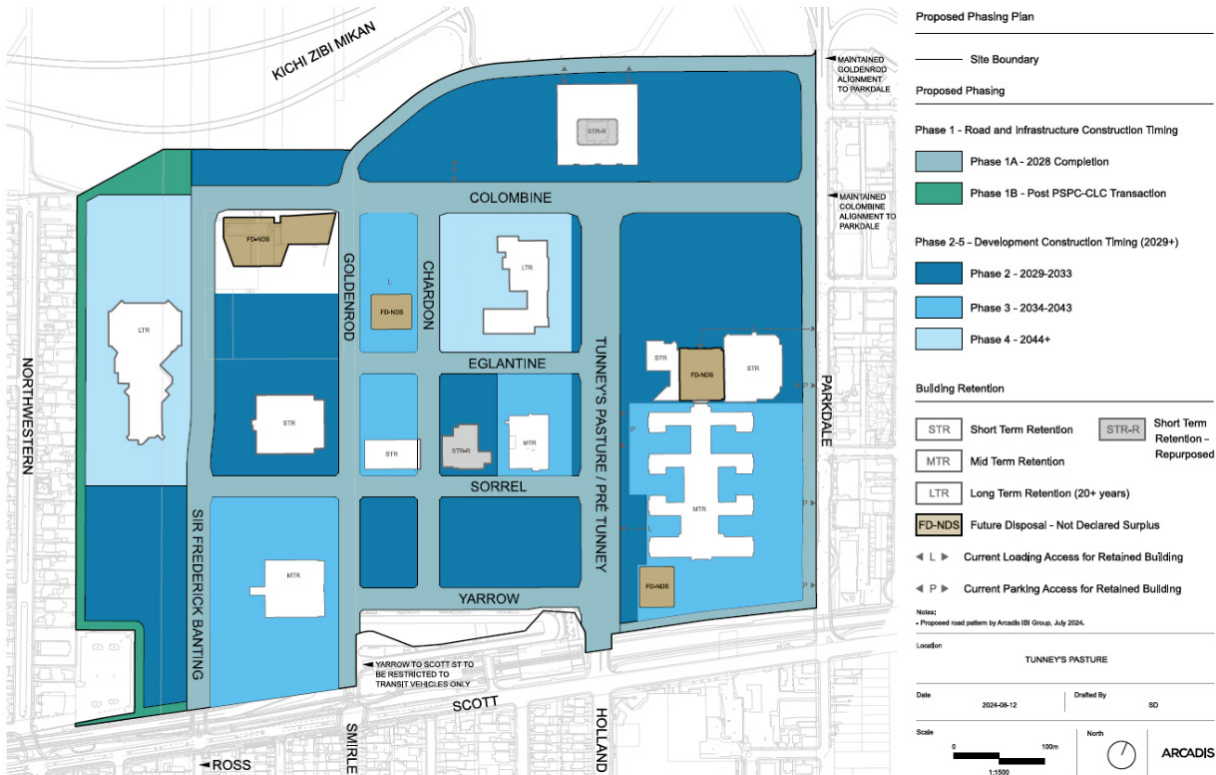 KICHI ZIBI MIKAN
MAINTAINED
GOLDENROD
ALIGNMENT
TO PARKDALE
STR-R
COLOMBINE
MAINTAINED
COLOMBINE
ALIGNMENT TO
PARKDALE
FD-NDS
GOLDENROD
L
FD-NDS
CHARDON
LTR
LTR
EGLANTINE
TUNNEY'S PASTURE / PRÉ TUNNEY
STR
FD-NDS
STR
P
PARKDALE
NORTHWESTERN
STR
STR
STR-R
MTR
P
SORREL
MTR
P
L
SIR FREDERICK BANTING
MTR
FD-NDS
P
YARROW
YARROW TO SCOTT ST TO
BE RESTRICTED TO
TRANSIT VEHICLES ONLY
SCOTT
SMIRLE
HOLLAND
ROSS
Proposed Phasing Plan
Site Boundary
Proposed Phasing
Phase 1 - Road and Infrastructure Construction Timing
Phase 1A - 2028 Completion
Phase 1B - Post PSPC-CLC Transaction
Phase 2-5 - Development Construction Timing (2029+)
Phase 2 - 2029-2033
Phase 3 - 2034-2043
Phase 4 - 2044+
Building Retention
STR Short Term Retention
STR-R Short Term
Retention -
Repurposed
MTR Mid Term Retention
LTR Long Term Retention (20+ years)
FD-NDS Future Disposal - Not Declared Surplus
L Current Loading Access for Retained Building
P Current Parking Access for Retained Building
Notes:
• Proposed road pattern by Arcadis IBI Group, July 2024.
Location
TUNNEY'S PASTURE
Date
2024-08-12
Drafted By
SD
Scale
0 100m
1:1500
North
ARCADIS